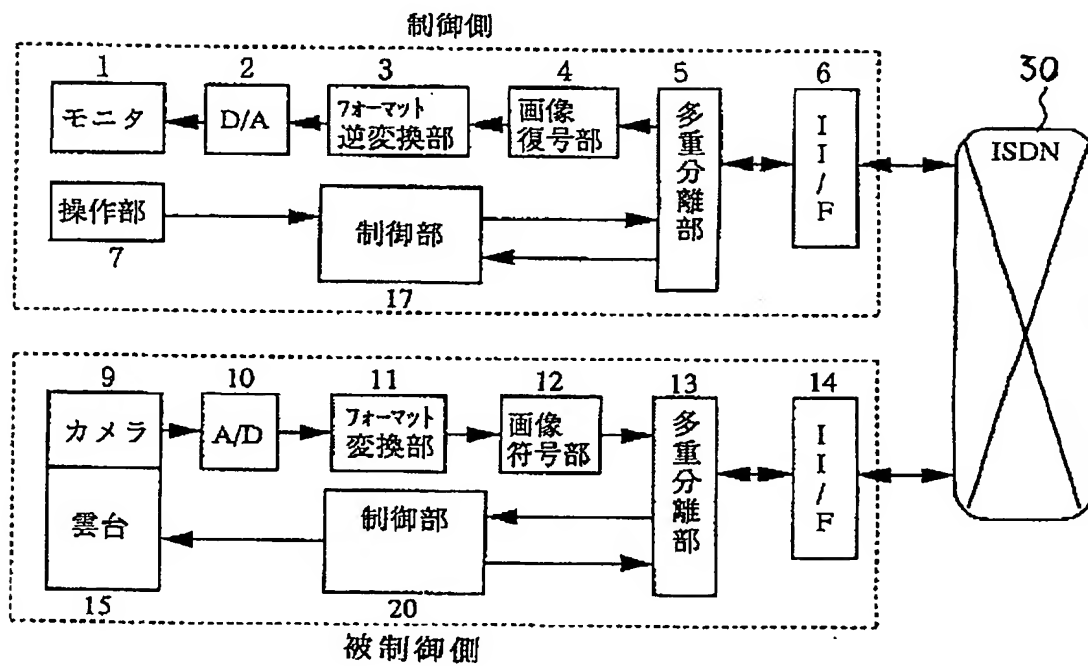 制御側
1
2
3
4
5
6
30
モニタ
D/A
フォーマット
逆変換部
画像
復号部
多重分離部
II/F
ISDN
操作部
7
制御部
17
9
10
11
12
13
14
カメラ
A/D
フォーマット
変換部
画像
符号部
多重分離部
II/F
雲台
制御部
15
20
被制御側